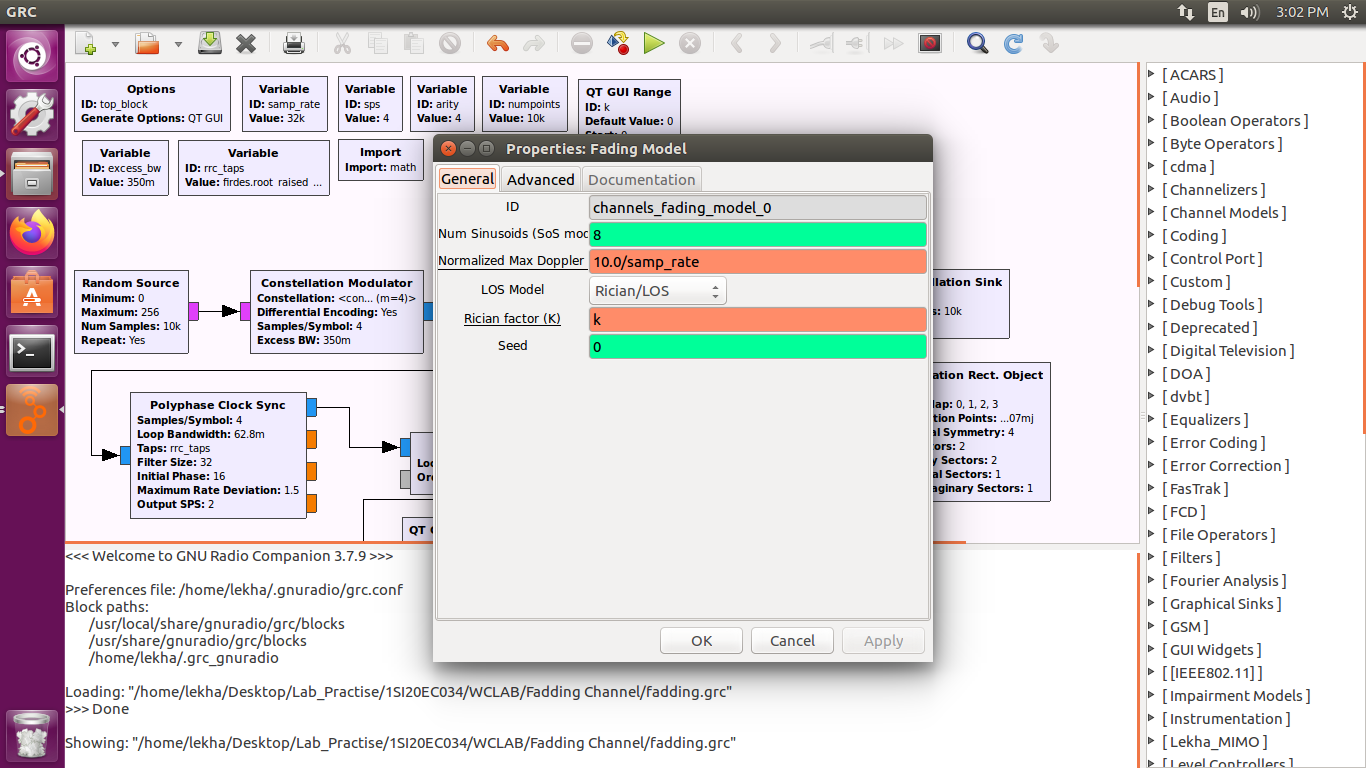 GRC
En
3:02 PM
Options
ID: top_block
Generate Options: QT GUI
Variable
ID: samp_rate
Value: 32k
Variable
ID: sps
Value: 4
Variable
ID: arity
Value: 4
Variable
ID: numpoints
Value: 10k
QT GUI Range
ID: k
Default Value: 0
Variable
ID: excess_bw
Value: 350m
Variable
ID: rrc_taps
Value: firdes.root_raised_...
Import
Import: math
Random Source
Minimum: 0
Maximum: 256
Num Samples: 10k
Repeat: Yes
Constellation Modulator
Constellation: <con... (m=4)>
Differential Encoding: Yes
Samples/Symbol: 4
Excess BW: 350m
Polyphase Clock Sync
Samples/Symbol: 4
Loop Bandwidth: 62.8m
Taps: rrc_taps
Filter Size: 32
Initial Phase: 16
Maximum Rate Deviation: 1.5
Output SPS: 2
Loo
Ord
QT G
llation Sink
s: 10k
ation Rect. Object
ap: 0, 1, 2, 3
tion Points: ...07mj
al Symmetry: 4
ors: 2
y Sectors: 2
al Sectors: 1
aginary Sectors: 1
Properties: Fading Model
General
Advanced
Documentation
ID
channels_fading_model_0
Num Sinusoids (SoS mod
8
Normalized Max Doppler
10.0/samp_rate
LOS Model
Rician/LOS
Rician factor (K)
k
Seed
0
OK
Cancel
Apply
<<< Welcome to GNU Radio Companion 3.7.9 >>>
Preferences file: /home/lekha/.gnuradio/grc.conf
Block paths:
/usr/local/share/gnuradio/grc/blocks
/usr/share/gnuradio/grc/blocks
/home/lekha/.grc_gnuradio
Loading: "/home/lekha/Desktop/Lab_Practise/1SI20EC034/WCLAB/Fadding Channel/fadding.grc"
>>> Done
Showing: "/home/lekha/Desktop/Lab_Practise/1SI20EC034/WCLAB/Fadding Channel/fadding.grc"
[ ACARS ]
[ Audio ]
[ Boolean Operators ]
[ Byte Operators ]
[ cdma ]
[ Channelizers ]
[ Channel Models ]
[ Coding ]
[ Control Port ]
[ Custom ]
[ Debug Tools ]
[ Deprecated ]
[ Digital Television ]
[ DOA ]
[ dvbt ]
[ Equalizers ]
[ Error Coding ]
[ Error Correction ]
[ FasTrak ]
[ FCD ]
[ File Operators ]
[ Filters ]
[ Fourier Analysis ]
[ Graphical Sinks ]
[ GSM ]
[ GUI Widgets ]
[ [IEEE802.11] ]
[ Impairment Models ]
[ Instrumentation ]
[ Lekha_MIMO ]
[ Level Controllers ]